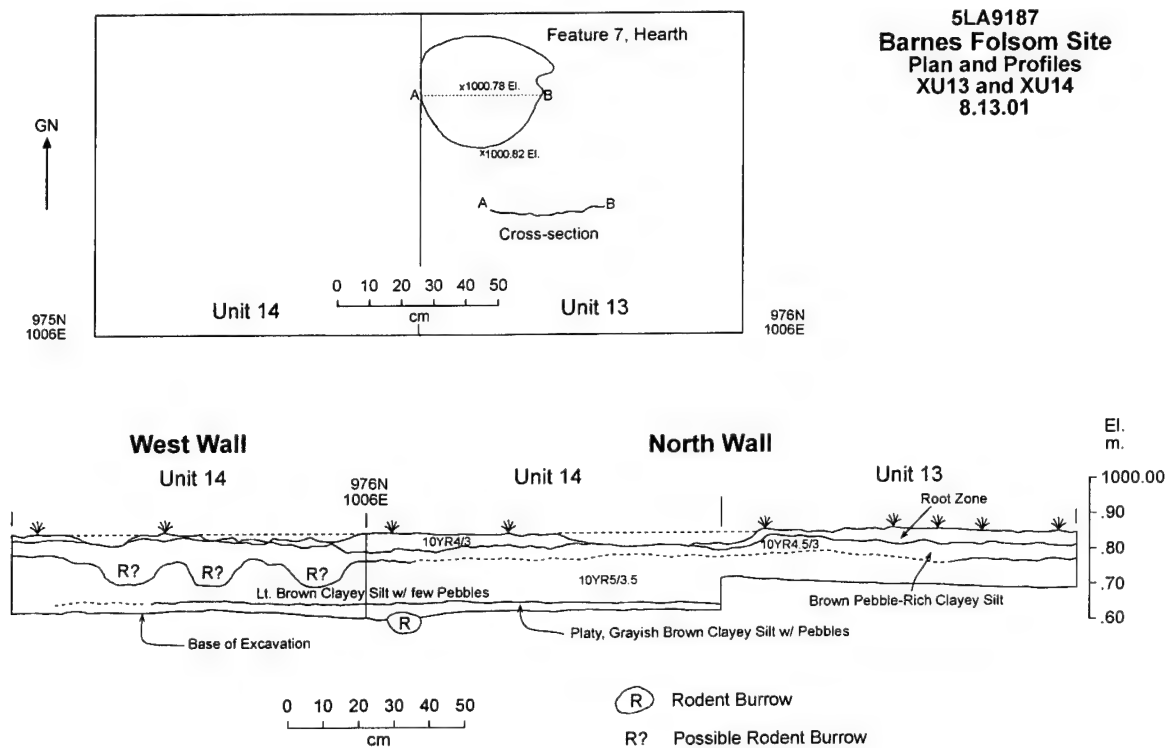 5LA9187
Barnes Folsom Site
Plan and Profiles
XU13 and XU14
8.13.01
Feature 7, Hearth
GN
A
x1000.78 El.
B
x1000.82 El.
A
B
Cross-section
0 10 20 30 40 50
cm
Unit 14
Unit 13
975N
1006E
976N
1006E
West Wall
North Wall
El.
m.
Unit 14
976N
1006E
Unit 14
Unit 13
1000.00
.90
.80
.70
.60
Root Zone
10YR4/3
10YR4.5/3
R?
R?
R?
10YR5/3.5
Lt. Brown Clayey Silt w/ few Pebbles
Brown Pebble-Rich Clayey Silt
R
Platy, Grayish Brown Clayey Silt w/ Pebbles
Base of Excavation
0 10 20 30 40 50
cm
R Rodent Burrow
R? Possible Rodent Burrow